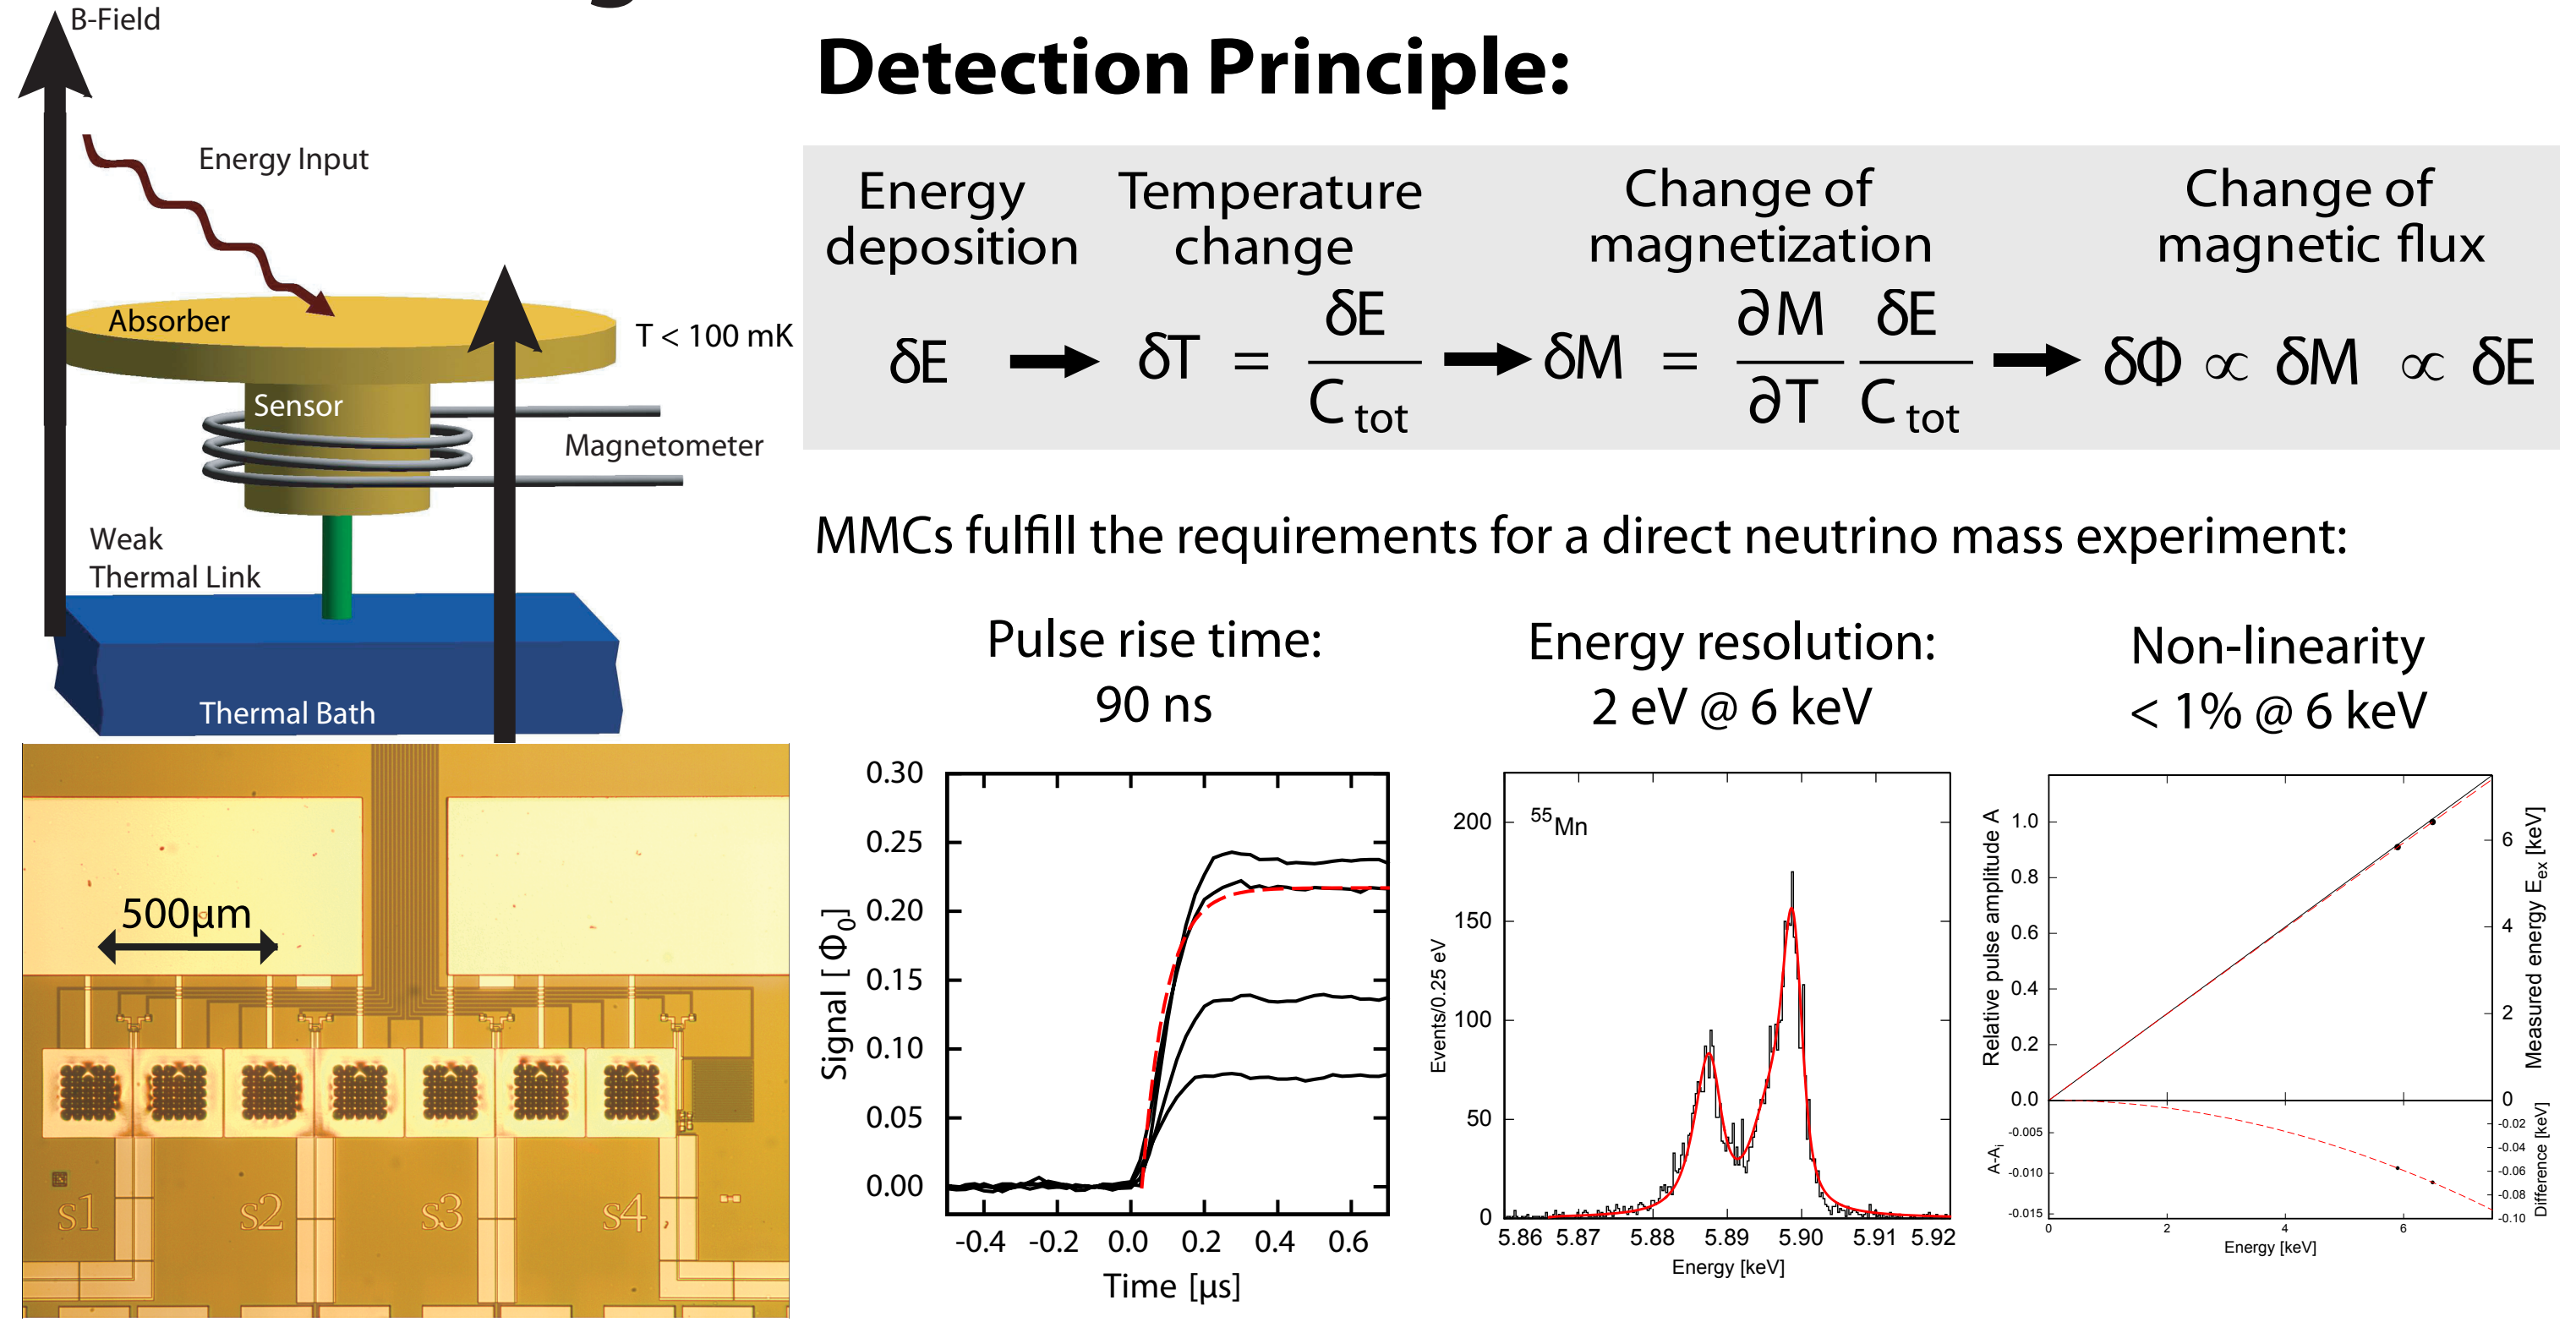 B-Field
Energy Input
Absorber
T < 100 mK
Sensor
Magnetometer
Weak
Thermal Link
Thermal Bath
500µm
s1 s2 s3 s4
Detection Principle:
Energy
deposition
δE
Temperature
change
δT = δE / C tot
Change of
magnetization
δM = ∂M / ∂T δE / C tot
Change of
magnetic flux
δΦ ∝ δM ∝ δE
MMCs fulfill the requirements for a direct neutrino mass experiment:
Pulse rise time:
90 ns
Signal [ Φ0]
0.30
0.25
0.20
0.15
0.10
0.05
0.00
-0.4 -0.2 0.0 0.2 0.4 0.6
Time [µs]
Energy resolution:
2 eV @ 6 keV
55Mn
Events/0.25 eV
200
150
100
50
0
5.86 5.87 5.88 5.89 5.90 5.91 5.92
Energy [keV]
Non-linearity
< 1% @ 6 keV
Relative pulse amplitude A
1.0
0.8
0.6
0.4
0.2
0.0
Measured energy Eex [keV]
6
4
2
0
A-Ai
-0.005
-0.010
-0.015
Difference [keV]
-0.02
-0.04
-0.06
-0.08
-0.10
0 2 4 6
Energy [keV]